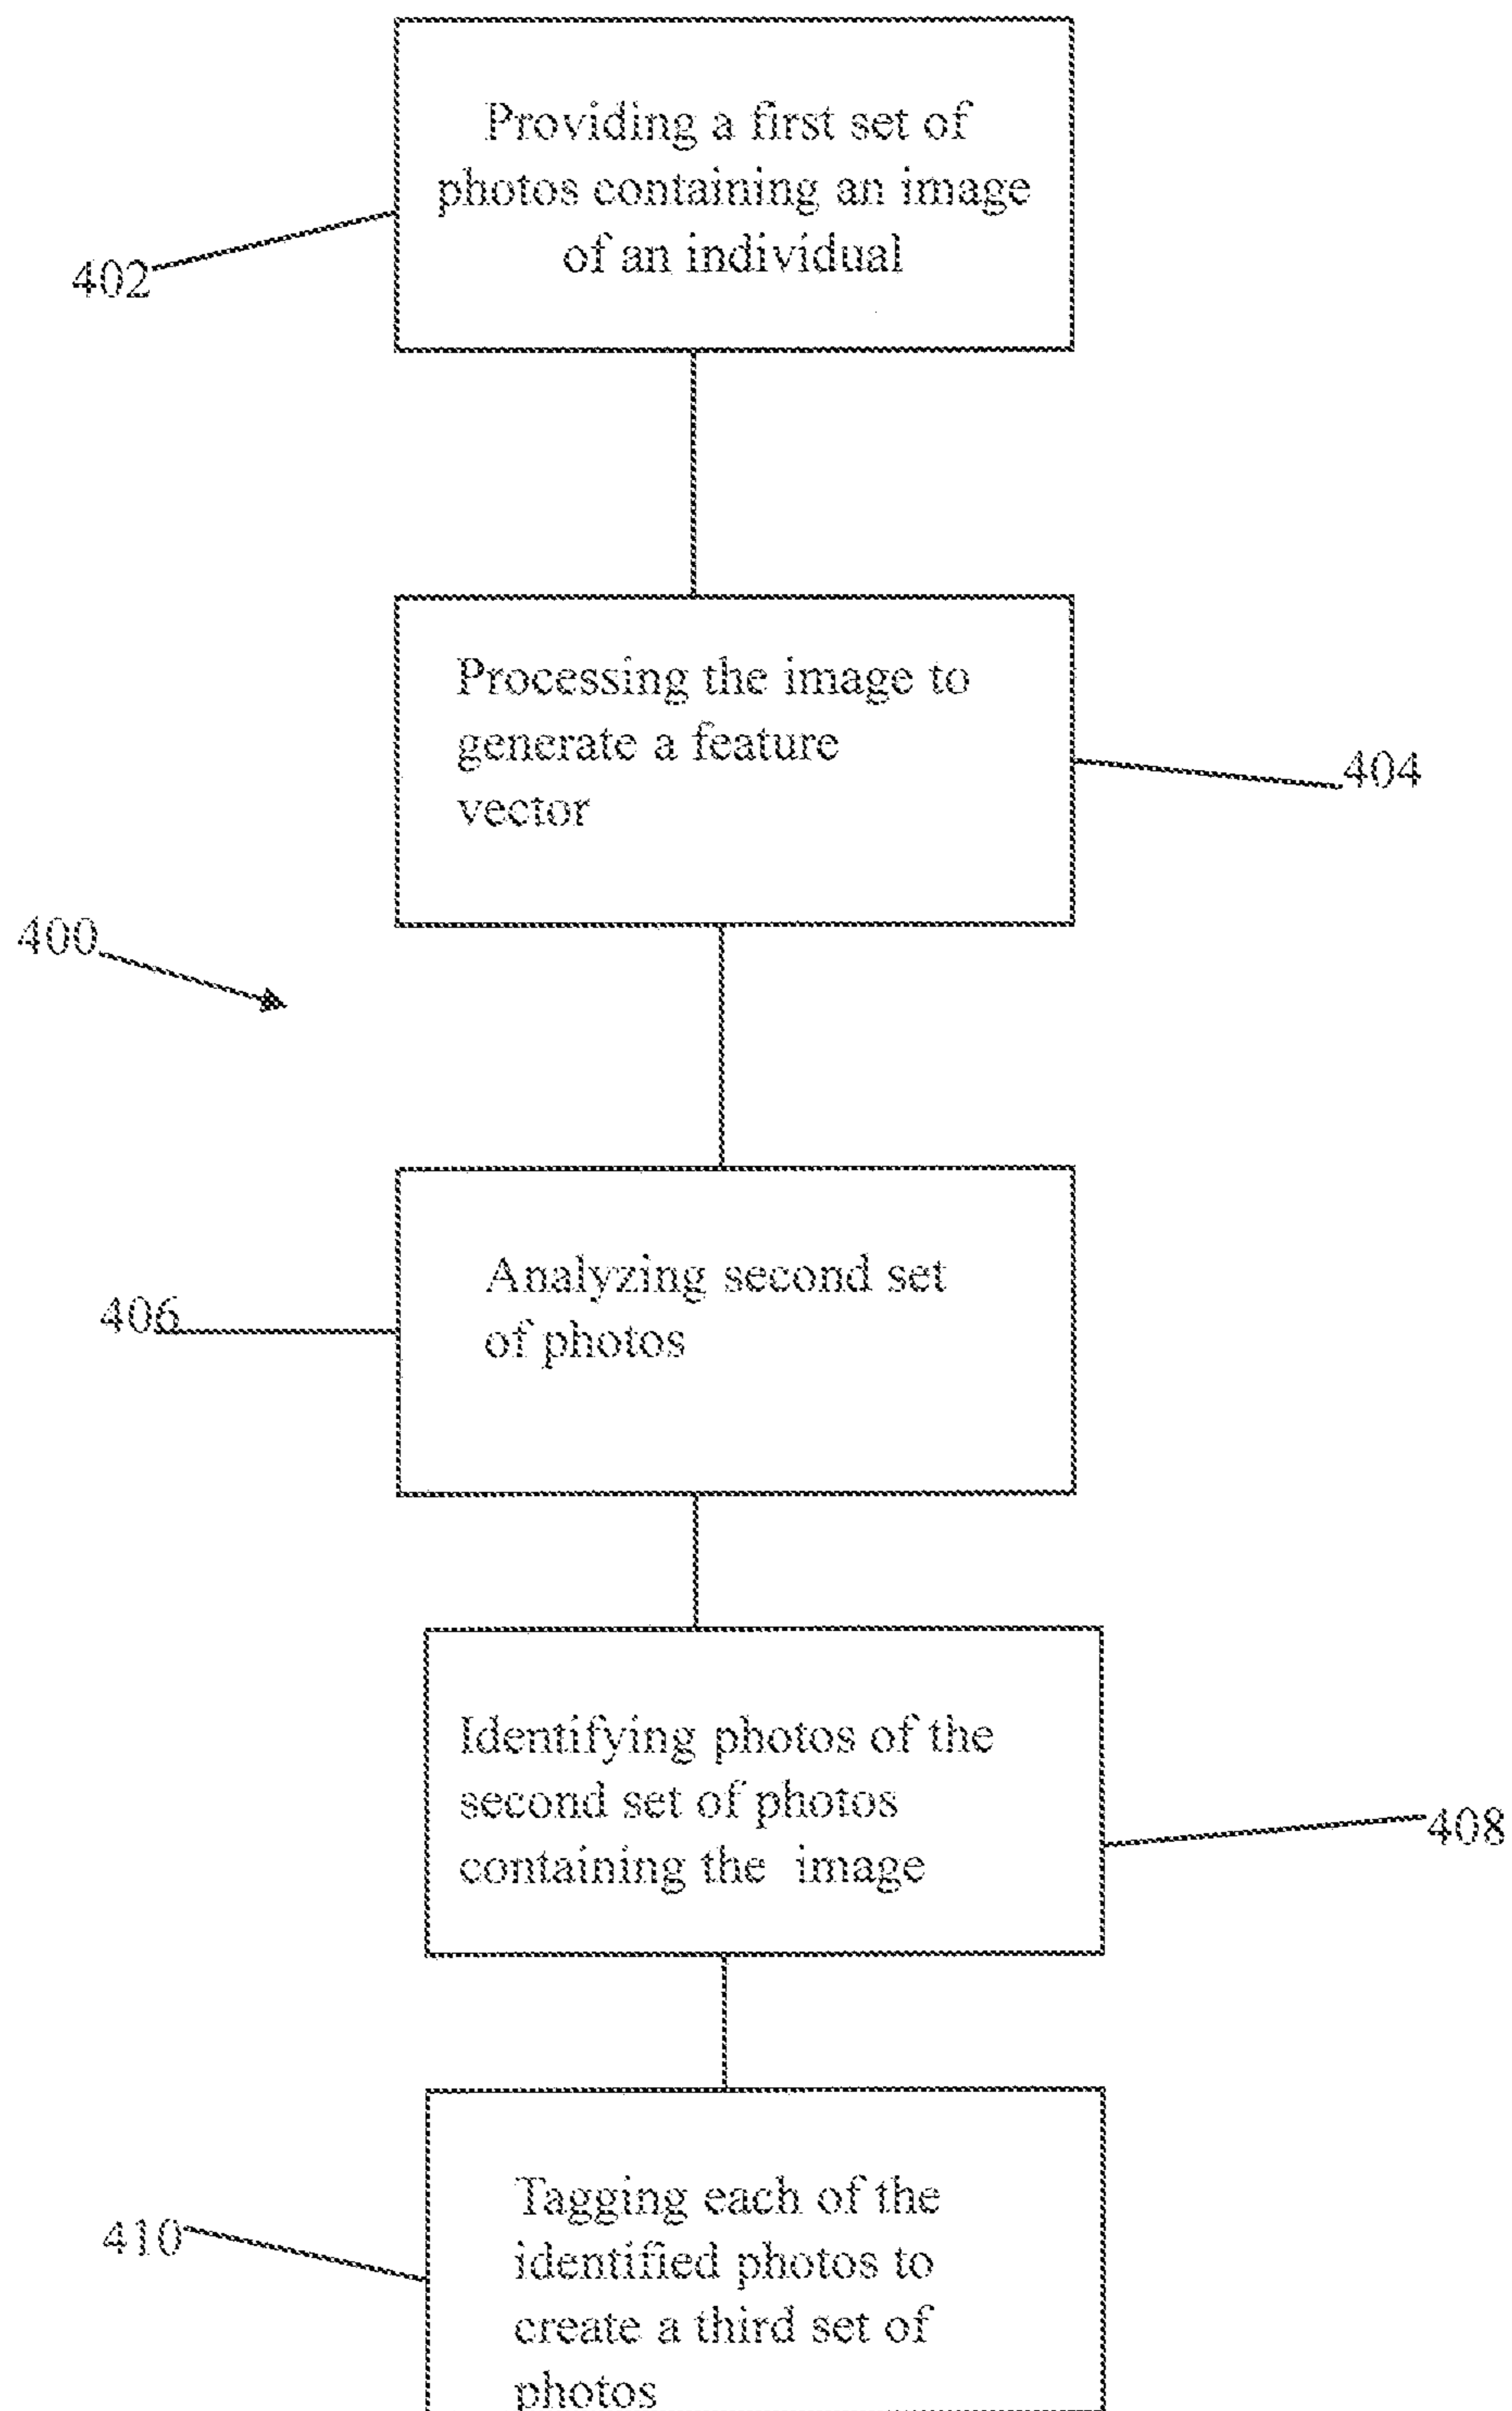 Providing a first set of
photos containing an image
of an individual
402
Processing the image to
generate a feature
vector
404
400
Analyzing second set
of photos
406
Identifying photos of the
second set of photos
containing the image
408
Tagging each of the
identified photos to
create a third set of
photos
410